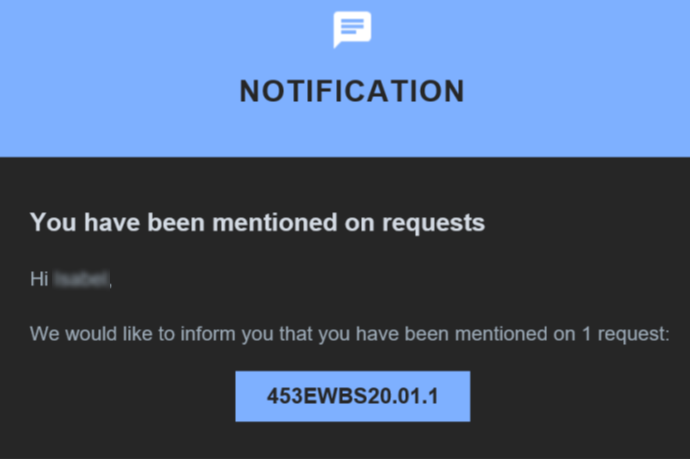 NOTIFICATION
You have been mentioned on requests
Hi ,
We would like to inform you that you have been mentioned on 1 request:
453EWBS20.01.1